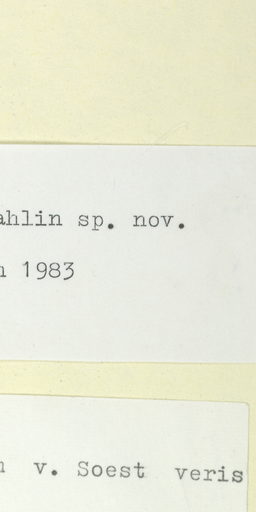 ahlin sp. nov.
1983
v. Soest veris